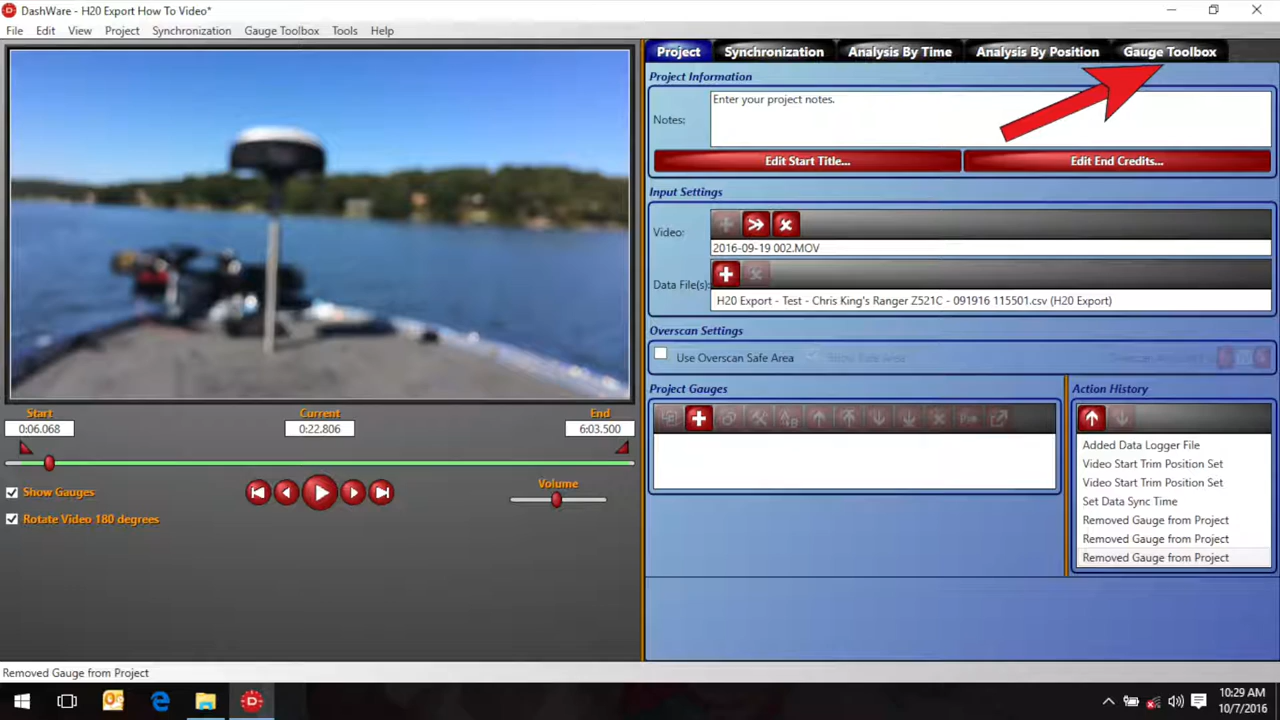 DashWare - H20 Export How To Video*
File Edit View Project Synchronization Gauge Toolbox Tools Help
Project Synchronization Analysis By Time Analysis By Position Gauge Toolbox
Project Information
Notes:
Enter your project notes.
Edit Start Title... Edit End Credits...
Input Settings
Video:
2016-09-19 002.MOV
Data File(s):
H20 Export - Test - Chris King's Ranger Z521C - 091916 115501.csv (H20 Export)
Overscan Settings
Use Overscan Safe Area
Project Gauges
Action History
Added Data Logger File
Video Start Trim Position Set
Video Start Trim Position Set
Set Data Sync Time
Removed Gauge from Project
Removed Gauge from Project
Removed Gauge from Project
Start Current End
0:06.068 0:22.806 6:03.500
Show Gauges
Rotate Video 180 degrees
Volume
Removed Gauge from Project
10:29 AM
10/7/2016